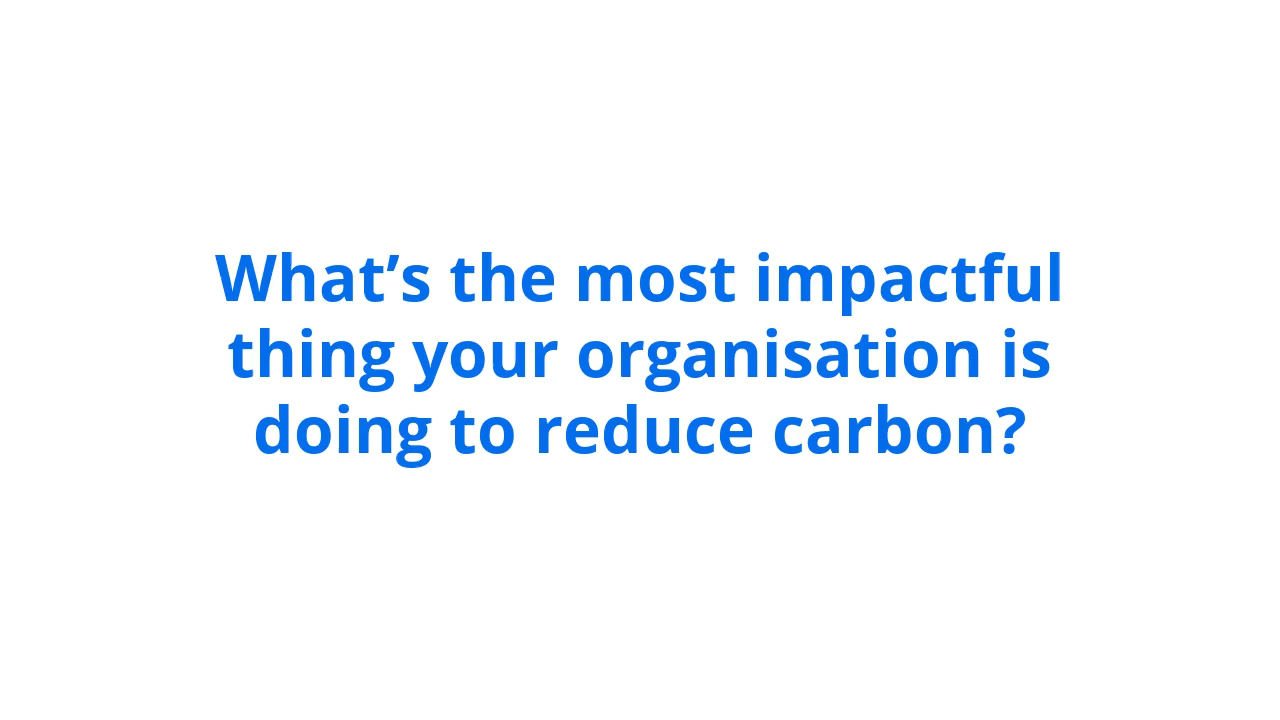 What’s the most impactful
thing your organisation is
doing to reduce carbon?